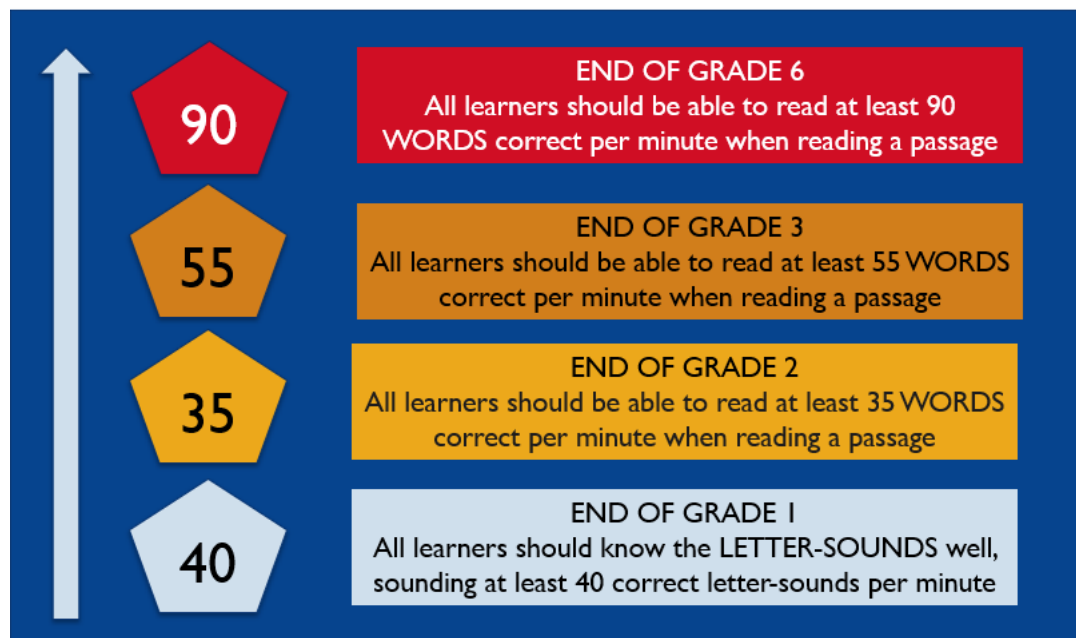 90
END OF GRADE 6
All learners should be able to read at least 90
WORDS correct per minute when reading a passage
55
END OF GRADE 3
All learners should be able to read at least 55 WORDS
correct per minute when reading a passage
35
END OF GRADE 2
All learners should be able to read at least 35 WORDS
correct per minute when reading a passage
40
END OF GRADE 1
All learners should know the LETTER-SOUNDS well,
sounding at least 40 correct letter-sounds per minute